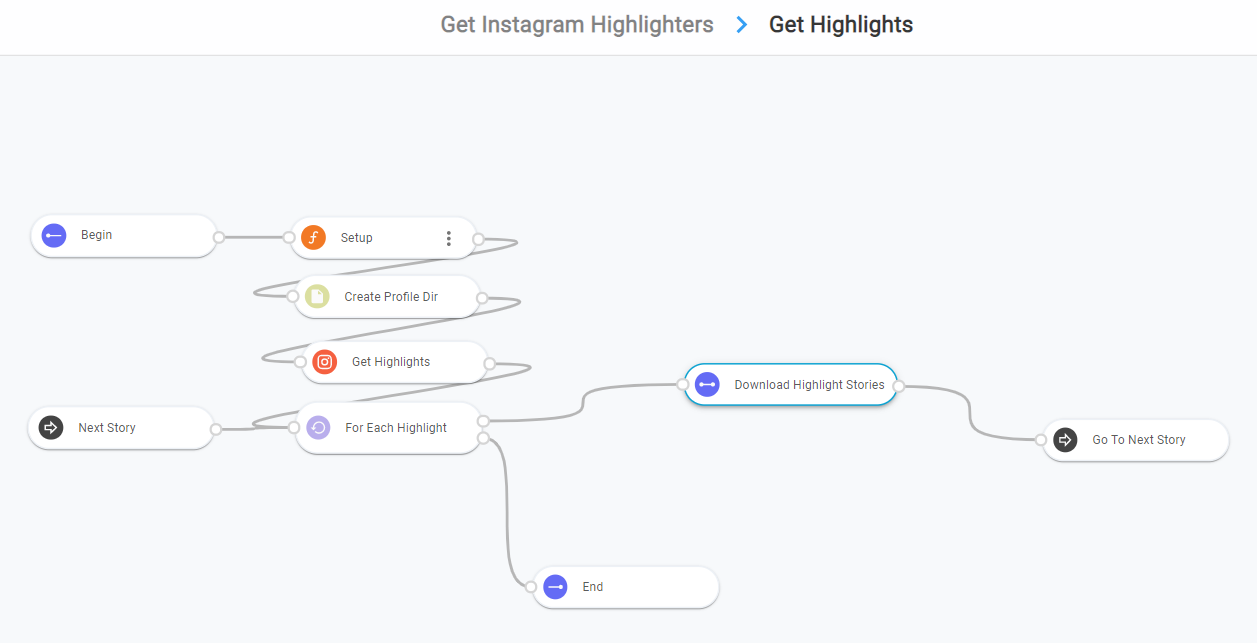 Get Instagram Highlighters > Get Highlights
Begin
Setup
Create Profile Dir
Get Highlights
Next Story
For Each Highlight
Download Highlight Stories
Go To Next Story
End